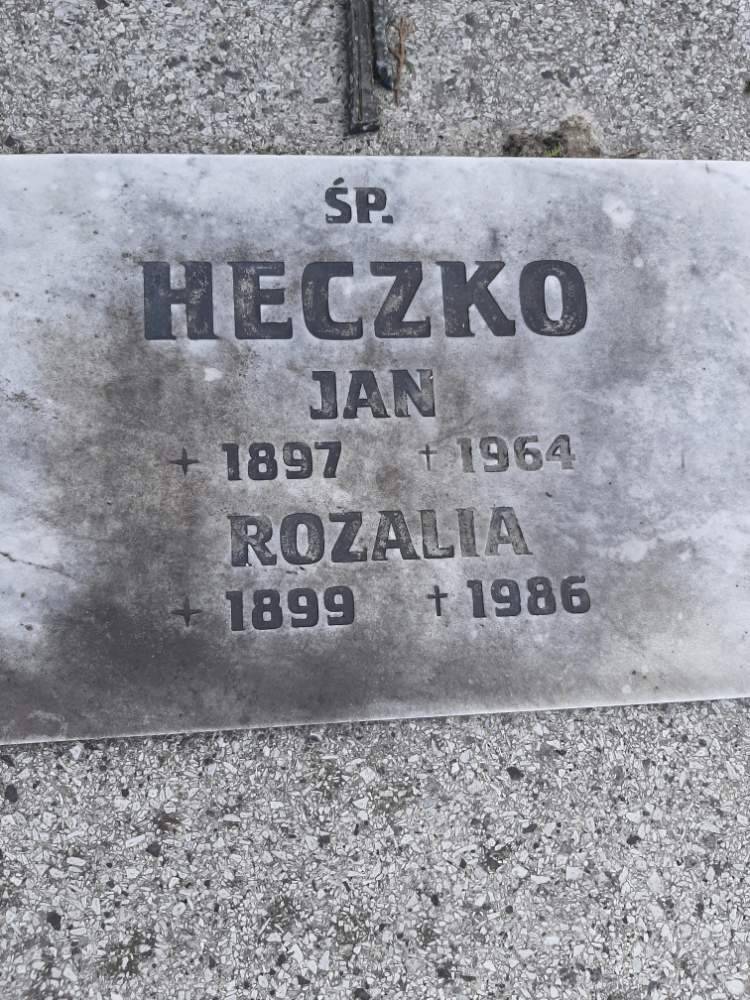 ŚP.
HECZKO
JAN
+ 1897 † 1964
ROZALIA
+ 1899 † 1986